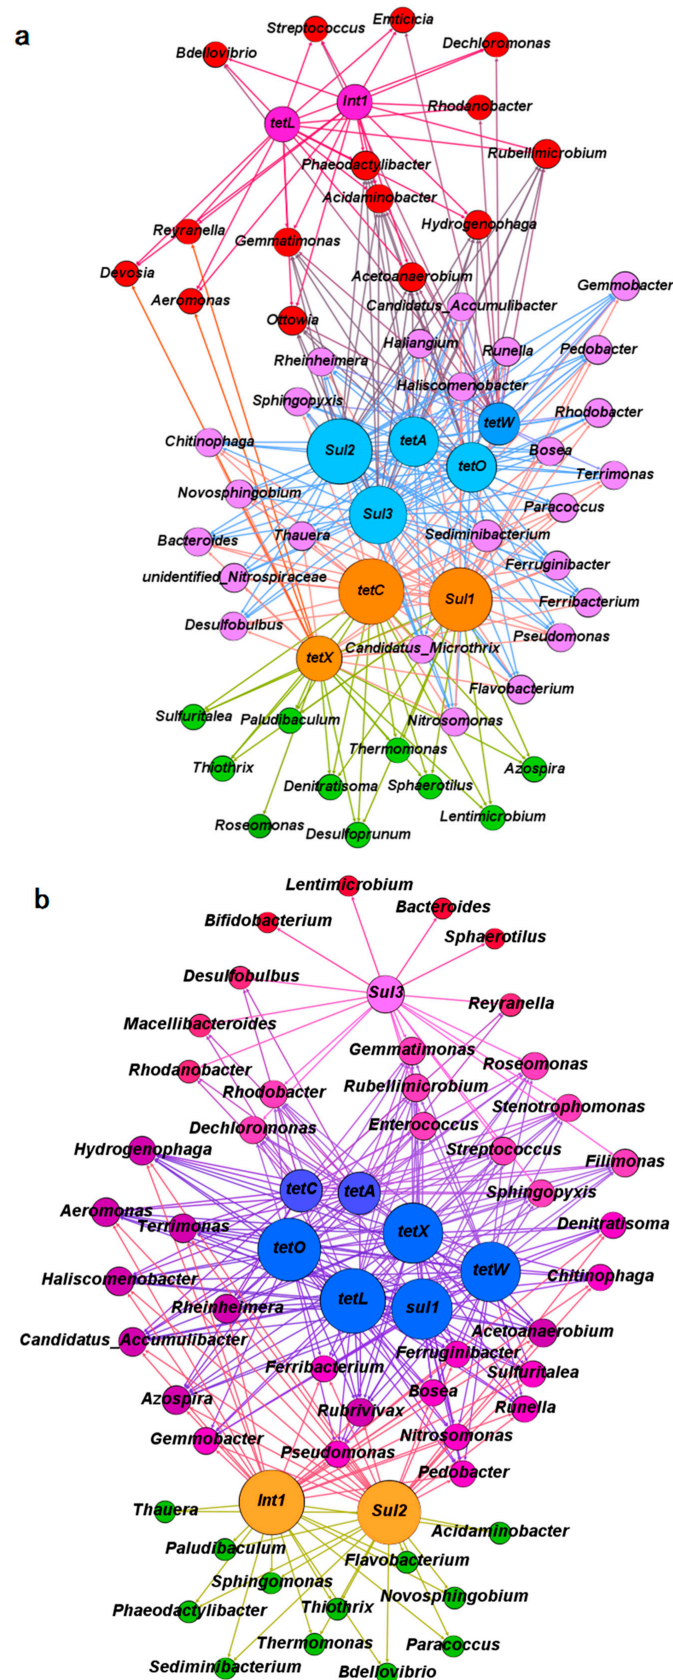 a
Streptococcus
Emticicia
Bdellovibrio
Dechloromonas
Int1
tetL
Rhodanobacter
Phaeodactylibacter
Rubellimicrobium
Acidaminobacter
Reyranella
Gemmatimonas
Hydrogenophaga
Devosia
Acetoanaerobium
Gemmobacter
Aeromonas
Candidatus_Accumulibacter
Ottowia
Haliangium
Runella
Pedobacter
Rheinheimera
Haliscomenobacter
Sphingopyxis
tetW
Rhodobacter
Chitinophaga
Sul2
tetA
tetO
Bosea
Terrimonas
Novosphingobium
Paracoccus
Sul3
Bacteroides
Thauera
Sediminibacterium
unidentified_Nitrospiraceae
Ferruginibacter
tetC
Sul1
Ferribacterium
Desulfobulbus
Pseudomonas
tetX
Candidatus_Microthrix
Flavobacterium
Sulfuritalea
Paludibaculum
Nitrosomonas
Thermomonas
Thiothrix
Denitratisoma
Sphaerotilus
Azospira
Roseomonas
Desulfoprunum
Lentimicrobium
b
Lentimicrobium
Bifidobacterium
Bacteroides
Sphaerotilus
Desulfobulbus
Sul3
Reyranella
Macellibacteroides
Gemmatimonas
Rhodanobacter
Roseomonas
Rhodobacter
Rubellimicrobium
Stenotrophomonas
Dechloromonas
Enterococcus
Hydrogenophaga
Streptococcus
Filimonas
tetC
tetA
Sphingopyxis
Aeromonas
Terrimonas
tetX
Denitratisoma
tetO
Haliscomenobacter
tetW
Chitinophaga
Rheinheimera
tetL
sul1
Acetoanaerobium
Candidatus_Accumulibacter
Ferruginibacter
Ferribacterium
Sulfuritalea
Azospira
Bosea
Rubrivivax
Runella
Gemmobacter
Nitrosomonas
Pseudomonas
Pedobacter
Int1
Sul2
Thauera
Acidaminobacter
Paludibaculum
Flavobacterium
Sphingomonas
Novosphingobium
Phaeodactylibacter
Thiothrix
Thermomonas
Paracoccus
Sediminibacterium
Bdellovibrio